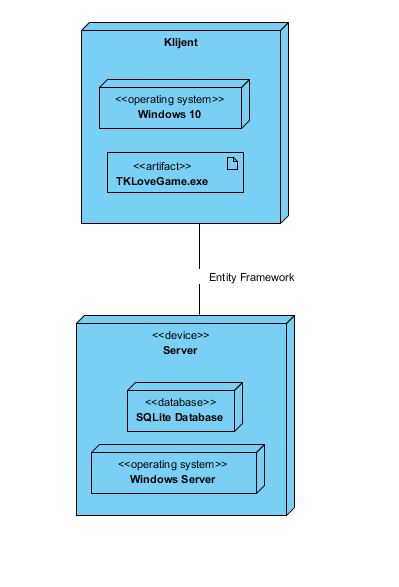 Klijent
<<operating system>>
Windows 10
<<artifact>>
TKLoveGame.exe
Entity Framework
<<device>>
Server
<<database>>
SQLite Database
<<operating system>>
Windows Server